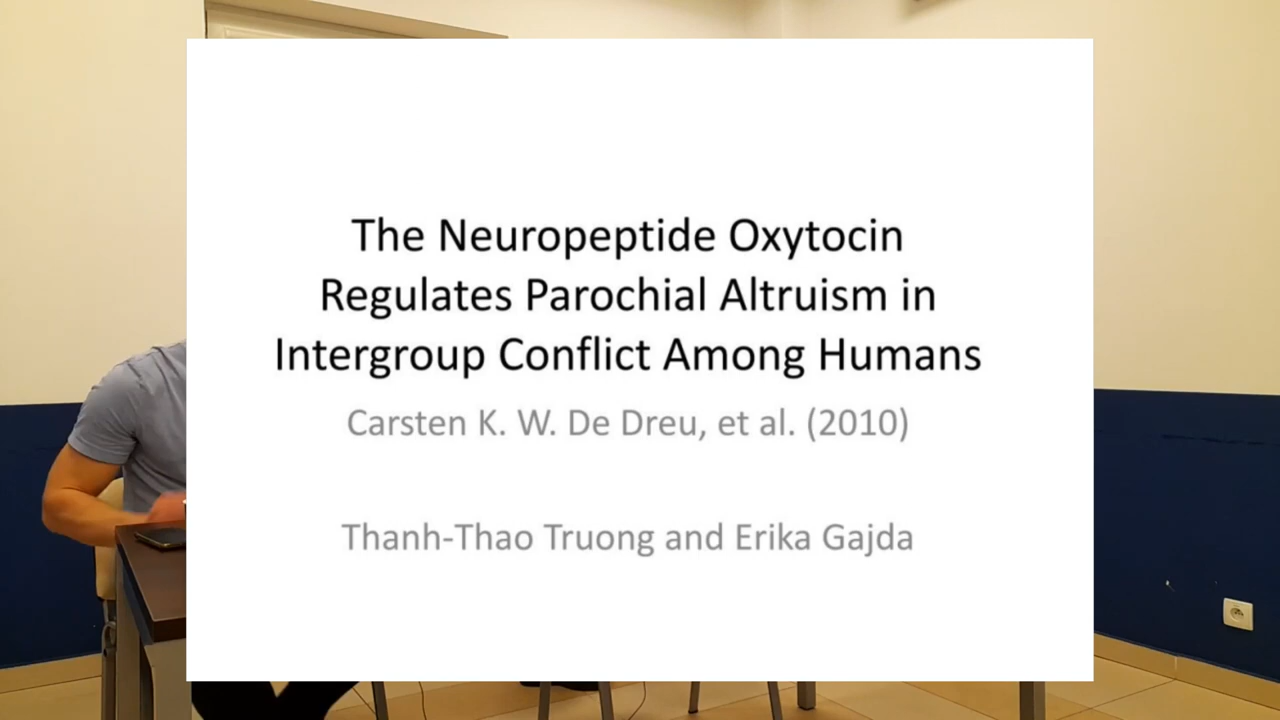 The Neuropeptide Oxytocin
Regulates Parochial Altruism in
Intergroup Conflict Among Humans
Carsten K. W. De Dreu, et al. (2010)
Thanh-Thao Truong and Erika Gajda